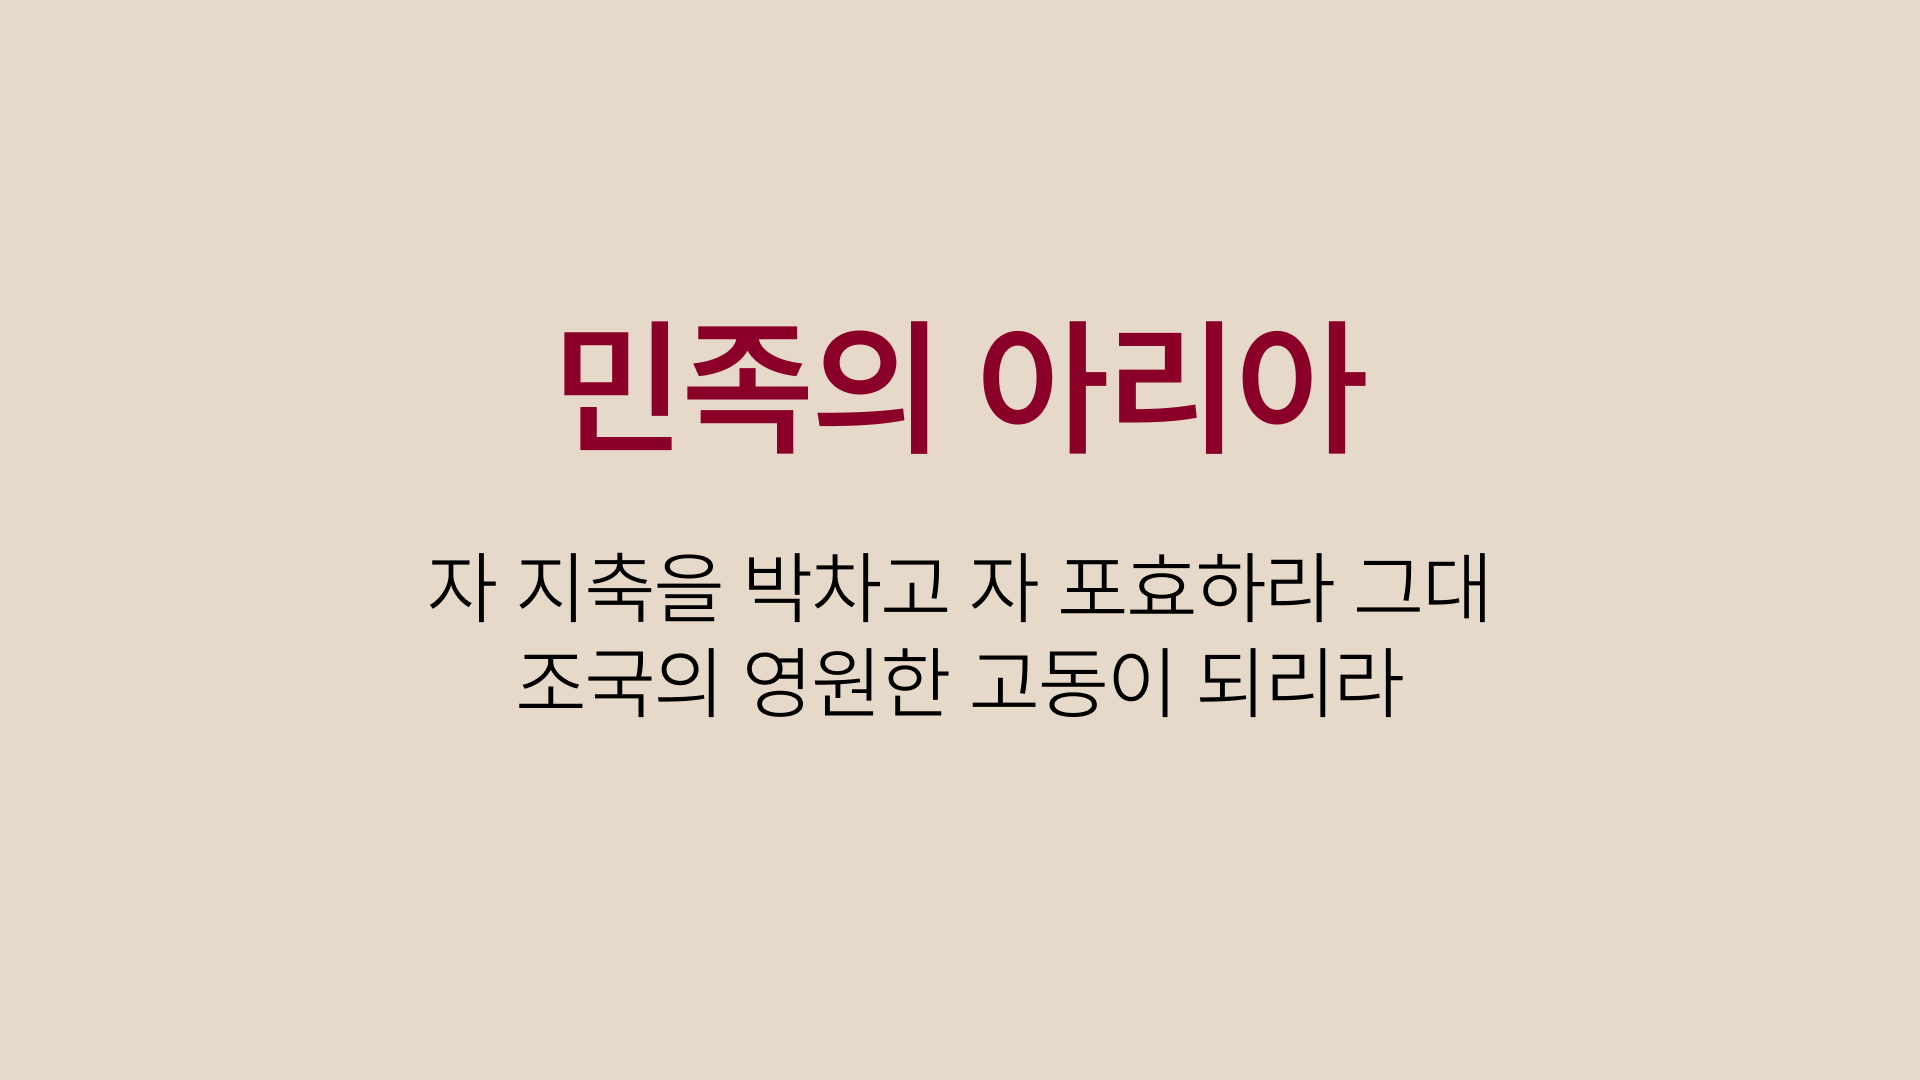 민족의 아리아
자 지축을 박차고 자 포효하라 그대
조국의 영원한 고동이 되리라